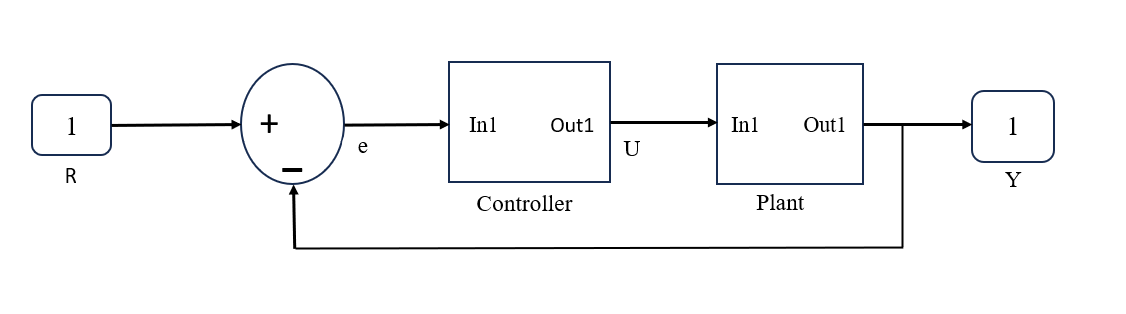 1
R
+
−
e
In1
Out1
Controller
U
In1
Out1
Plant
1
Y